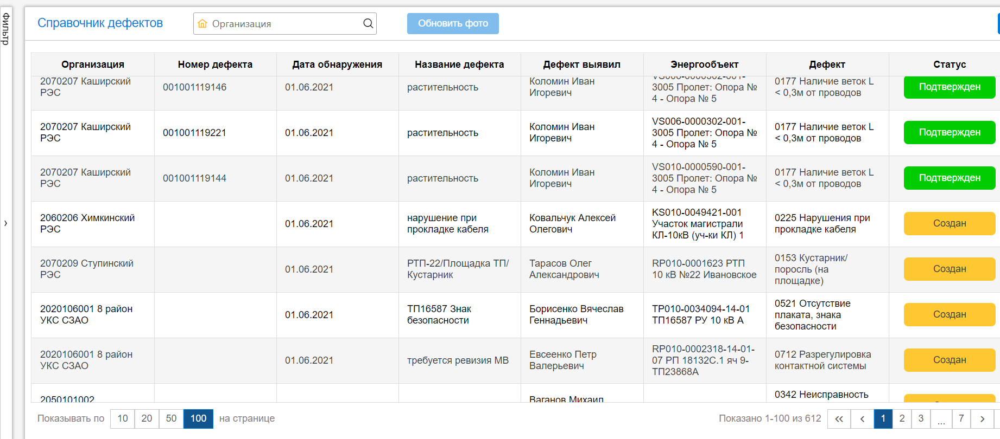 Фильтр
Справочник дефектов
Организация
Обновить фото
Организация Номер дефекта Дата обнаружения Название дефекта Дефект выявил Энергообъект Дефект Статус
2070207 Каширский
РЭС
001001119146
01.06.2021
растительность
Коломин Иван
Игоревич
VS006-0000302-001-
3005 Пролет: Опора №
4 - Опора № 5
0177 Наличие веток L
< 0,3м от проводов
Подтвержден
2070207 Каширский
РЭС
001001119221
01.06.2021
растительность
Коломин Иван
Игоревич
VS006-0000302-001-
3005 Пролет: Опора №
4 - Опора № 5
0177 Наличие веток L
< 0,3м от проводов
Подтвержден
2070207 Каширский
РЭС
001001119144
01.06.2021
растительность
Коломин Иван
Игоревич
VS010-0000590-001-
3005 Пролет: Опора №
4 - Опора № 5
0177 Наличие веток L
< 0,3м от проводов
Подтвержден
2060206 Химкинский
РЭС
01.06.2021
нарушение при
прокладке кабеля
Ковальчук Алексей
Олегович
KS010-0049421-001
Участок магистрали
КЛ-10кВ (уч-ки КЛ) 1
0225 Нарушения при
прокладке кабеля
Создан
2070209 Ступинский
РЭС
01.06.2021
РТП-22/Площадка ТП/
Кустарник
Тарасов Олег
Александрович
RP010-0001623 РТП
10 кВ №22 Ивановское
0153 Кустарник/
поросль (на
площадке)
Создан
2020106001 8 район
УКС СЗАО
01.06.2021
ТП16587 Знак
безопасности
Борисенко Вячеслав
Геннадьевич
TP010-0034094-14-01
ТП16587 РУ 10 кВ А
0521 Отсутствие
плаката, знака
безопасности
Создан
2020106001 8 район
УКС СЗАО
01.06.2021
требуется ревизия МВ
Евсеенко Петр
Валерьевич
RP010-0002318-14-01-
07 РП 18132С.1 яч 9-
ТП23868А
0712 Разрегулировка
контактной системы
Создан
2050101002
Ваганов Михаил
0342 Неисправность
Показывать по 10 20 50 100 на странице
Показано 1-100 из 612 « ‹ 1 2 3 ... 7 ›